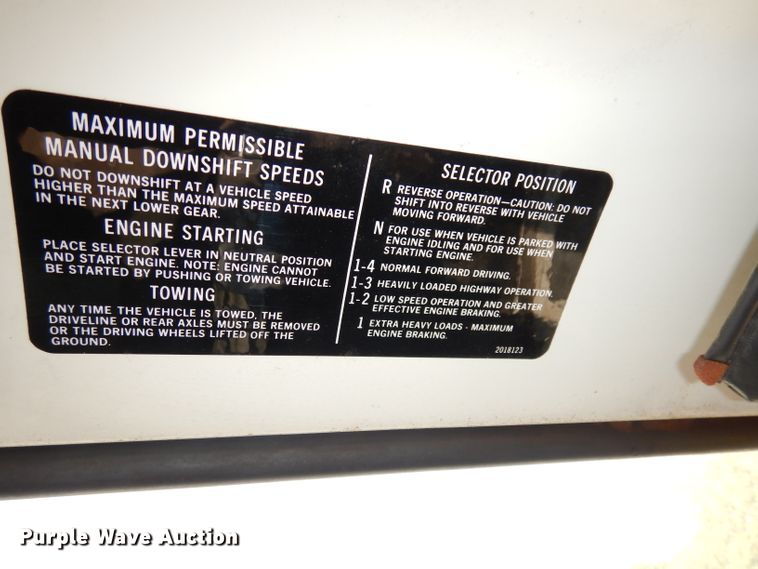 MAXIMUM PERMISSIBLE
MANUAL DOWNSHIFT SPEEDS
DO NOT DOWNSHIFT AT A VEHICLE SPEED
HIGHER THAN THE MAXIMUM SPEED ATTAINABLE
IN THE NEXT LOWER GEAR.
ENGINE STARTING
PLACE SELECTOR LEVER IN NEUTRAL POSITION
AND START ENGINE. NOTE: ENGINE CANNOT
BE STARTED BY PUSHING OR TOWING VEHICLE.
TOWING
ANY TIME THE VEHICLE IS TOWED, THE
DRIVELINE OR REAR AXLES MUST BE REMOVED
OR THE DRIVING WHEELS LIFTED OFF THE
GROUND.
SELECTOR POSITION
R REVERSE OPERATION—CAUTION: DO NOT
SHIFT INTO REVERSE WITH VEHICLE
MOVING FORWARD.
N FOR USE WHEN VEHICLE IS PARKED WITH
ENGINE IDLING AND FOR USE WHEN
STARTING ENGINE.
1-4 NORMAL FORWARD DRIVING.
1-3 HEAVILY LOADED HIGHWAY OPERATION.
1-2 LOW SPEED OPERATION AND GREATER
EFFECTIVE ENGINE BRAKING.
1 EXTRA HEAVY LOADS - MAXIMUM
ENGINE BRAKING.
2018123
Purple Wave Auction